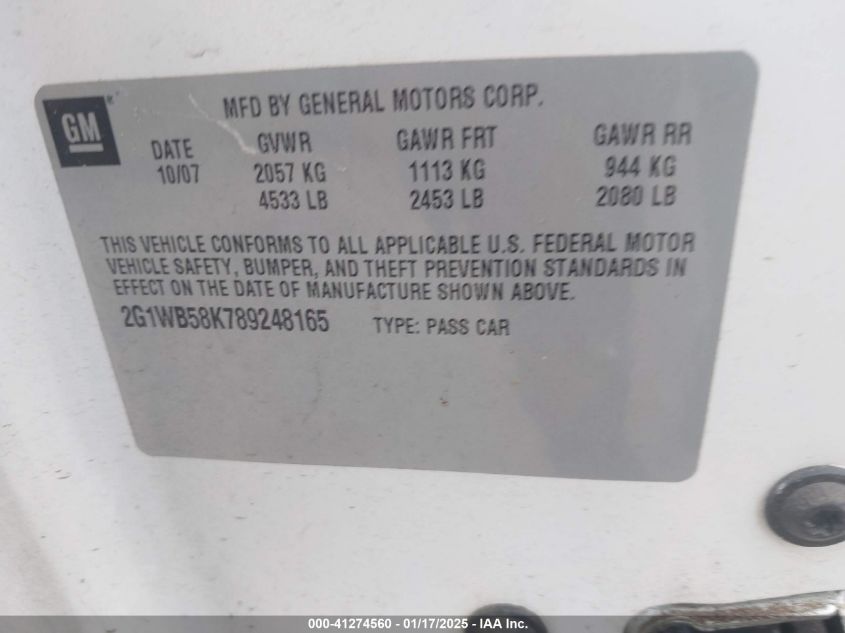 GM
MFD BY GENERAL MOTORS CORP.
DATE GVWR GAWR FRT GAWR RR
10/07 2057 KG 1113 KG 944 KG
4533 LB 2453 LB 2080 LB
THIS VEHICLE CONFORMS TO ALL APPLICABLE U.S. FEDERAL MOTOR
VEHICLE SAFETY, BUMPER, AND THEFT PREVENTION STANDARDS IN
EFFECT ON THE DATE OF MANUFACTURE SHOWN ABOVE.
2G1WB58K789248165 TYPE: PASS CAR
000-41274560 - 01/17/2025 - IAA Inc.